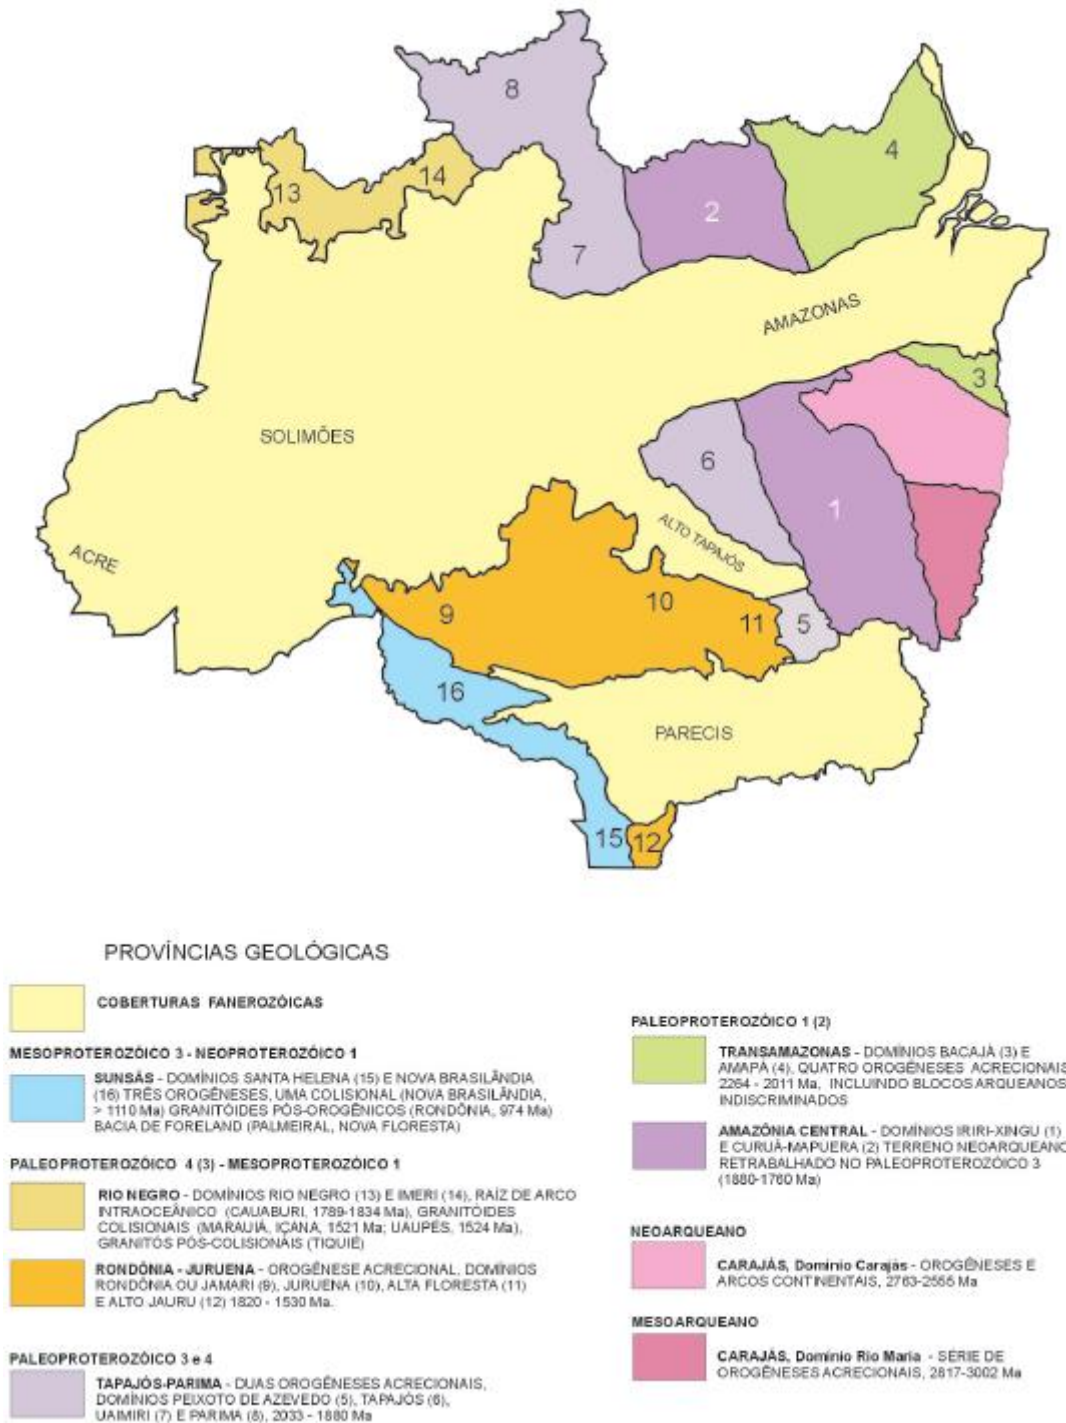 8
4
14
13
2
7
AMAZONAS
3
SOLIMÕES
6
1
ALTO TAPAJÓS
ACRE
10
9
11
5
16
PARECIS
15
12
PROVÍNCIAS GEOLÓGICAS
COBERTURAS FANEROZÓICAS
MESOPROTEROZÓICO 3 - NEOPROTEROZÓICO 1
SUNSÁS - DOMÍNIOS SANTA HELENA (15) E NOVA BRASILÂNDIA
(16) TRÊS OROGÊNESES, UMA COLISIONAL (NOVA BRASILÂNDIA,
> 1110 Ma) GRANITÓIDES PÓS-OROGÊNICOS (RONDÔNIA, 974 Ma)
BACIA DE FORELAND (PALMEIRAL, NOVA FLORESTA)
PALEOPROTEROZÓICO 4 (3) - MESOPROTEROZÓICO 1
RIO NEGRO - DOMÍNIOS RIO NEGRO (13) E IMERI (14), RAÍZ DE ARCO
INTRAOCEÂNICO (CAUABURI, 1789-1834 Ma), GRANITÓIDES
COLISIONAIS (MARAUIÁ, IÇANA, 1521 Ma; UAUPÉS, 1524 Ma),
GRANITOS PÓS-COLISIONAIS (TIQUIÉ)
RONDÔNIA - JURUENA - OROGÊNESE ACRECIONAL, DOMÍNIOS
RONDÔNIA OU JAMARI (9), JURUENA (10), ALTA FLORESTA (11)
E ALTO JAURU (12) 1820 - 1530 Ma.
PALEOPROTEROZÓICO 3 e 4
TAPAJÓS-PARIMA - DUAS OROGÊNESES ACRECIONAIS,
DOMÍNIOS PEIXOTO DE AZEVEDO (5), TAPAJÓS (6),
UAIMIRI (7) E PARIMA (8), 2033 - 1880 Ma
PALEOPROTEROZÓICO 1 (2)
TRANSAMAZONAS - DOMÍNIOS BACAJÁ (3) E
AMAPÁ (4), QUATRO OROGÊNESES ACRECIONAIS
2264 - 2011 Ma, INCLUINDO BLOCOS ARQUEANOS
INDISCRIMINADOS
AMAZÔNIA CENTRAL - DOMÍNIOS IRIRI-XINGU (1)
E CURUÁ-MAPUERA (2) TERRENO NEOARQUEANO
RETRABALHADO NO PALEOPROTEROZÓICO 3
(1880-1760 Ma)
NEOARQUEANO
CARAJÁS, Domínio Carajás - OROGÊNESES E
ARCOS CONTINENTAIS, 2763-2555 Ma
MESOARQUEANO
CARAJÁS, Domínio Rio Maria - SÉRIE DE
OROGÊNESES ACRECIONAIS, 2817-3002 Ma